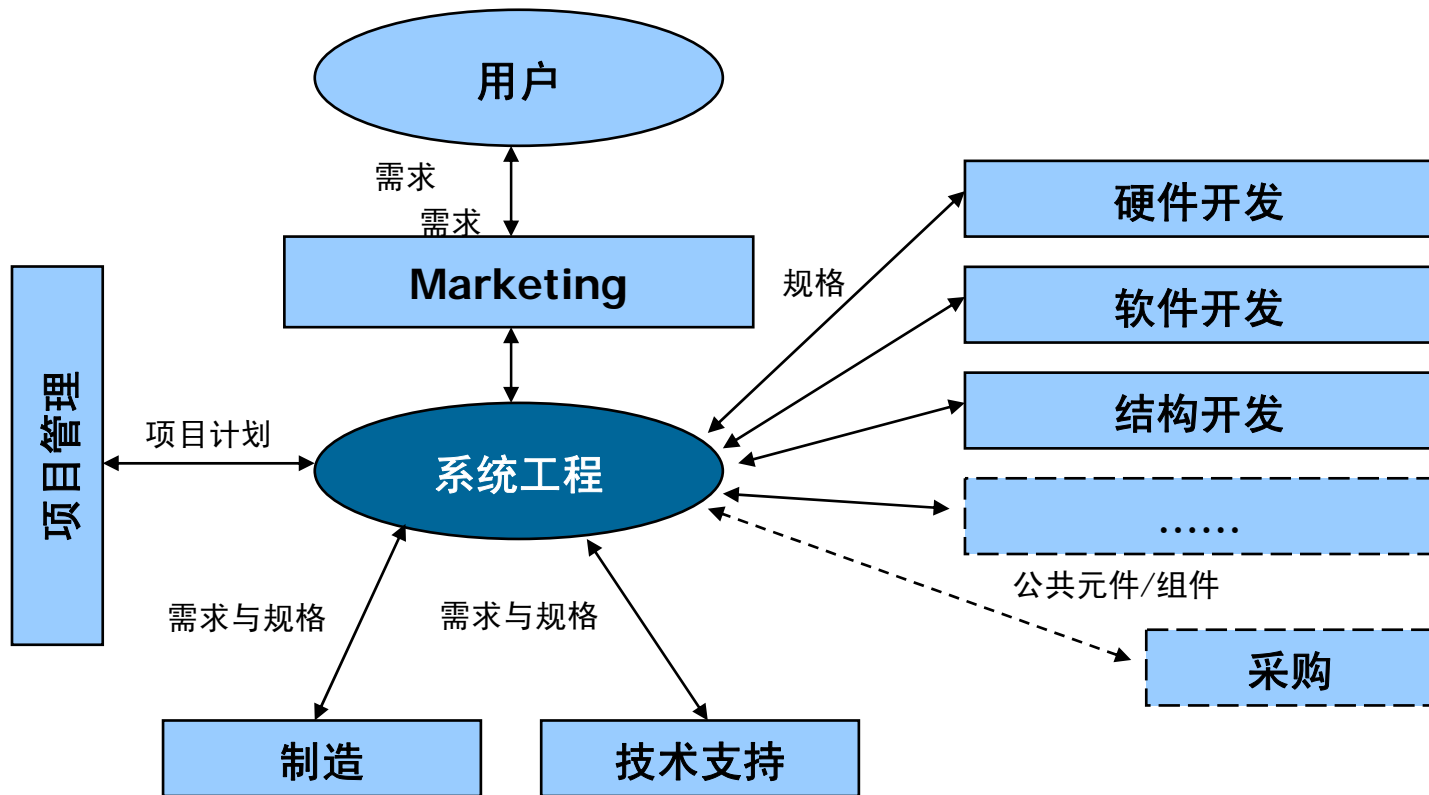 用户
需求
需求
Marketing
硬件开发
规格
软件开发
结构开发
项目管理
项目计划
系统工程
……
公共元件/组件
需求与规格
需求与规格
采购
制造
技术支持